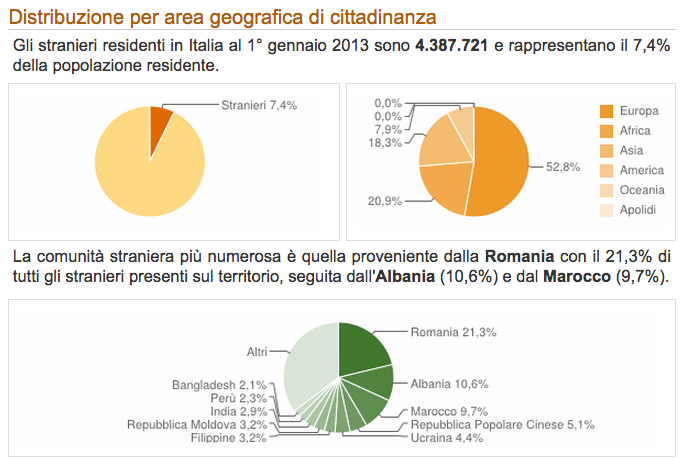 Distribuzione per area geografica di cittadinanza
Gli stranieri residenti in Italia al 1° gennaio 2013 sono 4.387.721 e rappresentano il 7,4%
della popolazione residente.
Stranieri 7,4%
0,0%
0,0%
7,9%
18,3%
20,9%
52,8%
Europa
Africa
Asia
America
Oceania
Apolidi
La comunità straniera più numerosa è quella proveniente dalla Romania con il 21,3% di
tutti gli stranieri presenti sul territorio, seguita dall'Albania (10,6%) e dal Marocco (9,7%).
Romania 21,3%
Altri
Albania 10,6%
Bangladesh 2,1%
Perù 2,3%
India 2,9%
Repubblica Moldova 3,2%
Filippine 3,2%
Marocco 9,7%
Repubblica Popolare Cinese 5,1%
Ucraina 4,4%